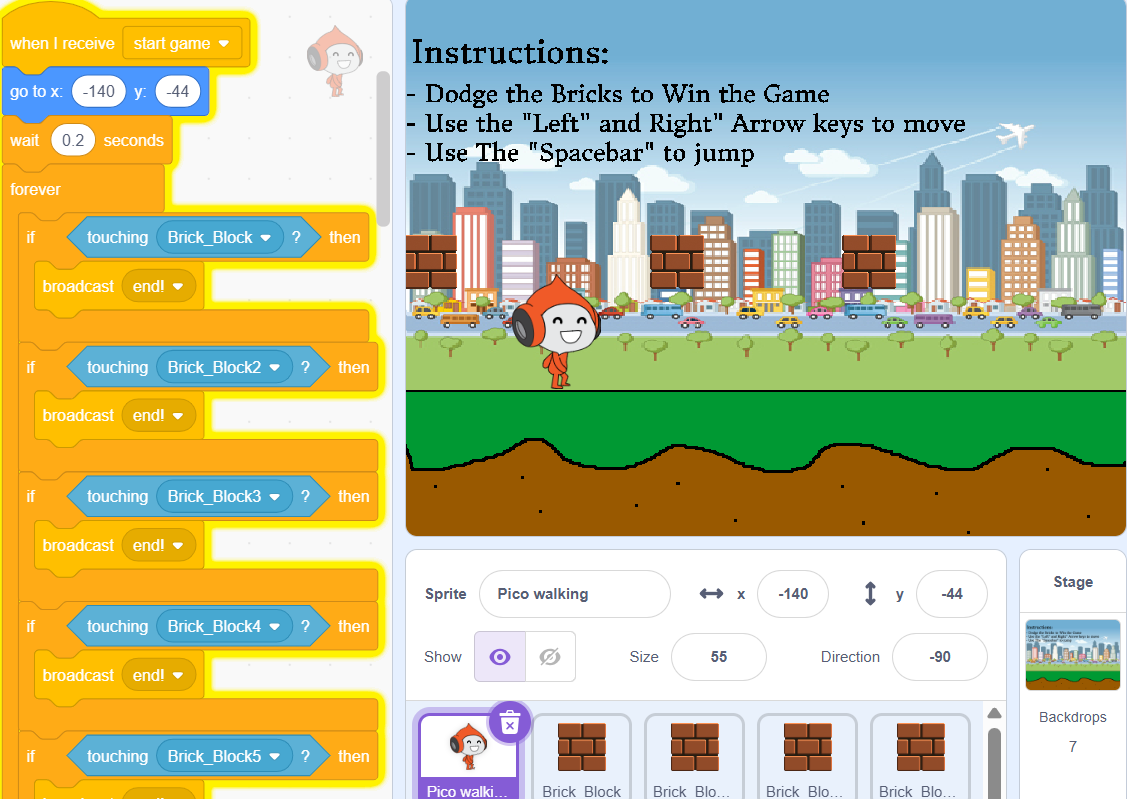 when I receive start game
go to x: -140 y: -44
wait 0.2 seconds
forever
if touching Brick_Block ? then
broadcast end!
if touching Brick_Block2 ? then
broadcast end!
if touching Brick_Block3 ? then
broadcast end!
if touching Brick_Block4 ? then
broadcast end!
if touching Brick_Block5 ? then
Instructions:
- Dodge the Bricks to Win the Game
- Use the "Left" and Right" Arrow keys to move
- Use The "Spacebar" to jump
Sprite Pico walking x -140 y -44
Show Size 55 Direction -90
Pico walki...
Brick_Block
Brick_Blo...
Brick_Blo...
Brick_Blo...
Stage
Backdrops
7